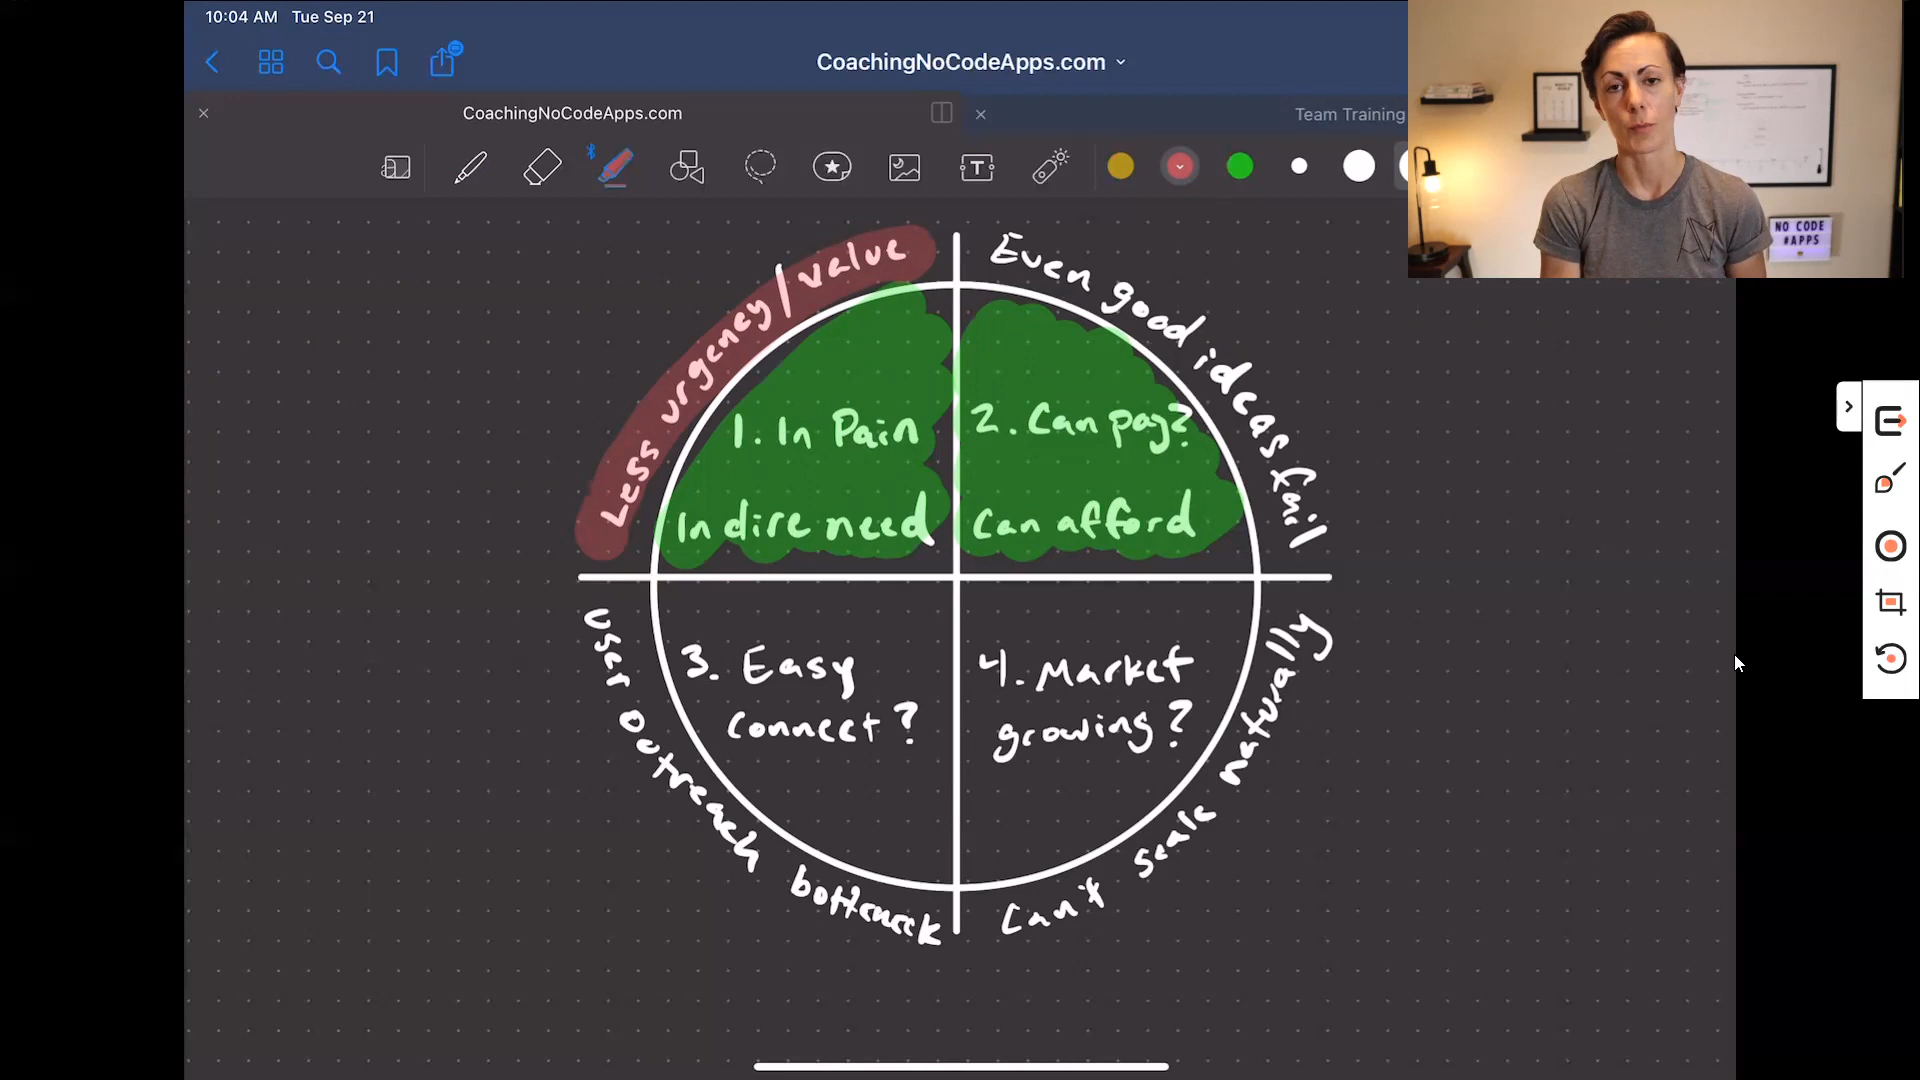 10:04 AM Tue Sep 21
CoachingNoCodeApps.com
CoachingNoCodeApps.com
Team Training
T
NO CODE
#APPS
Less urgency/value
Even good ideas fail
1. In Pain
In dire need
2. Can pay?
Can afford
3. Easy
connect?
4. Market
growing?
User outreach bottleneck
Can't scale naturally